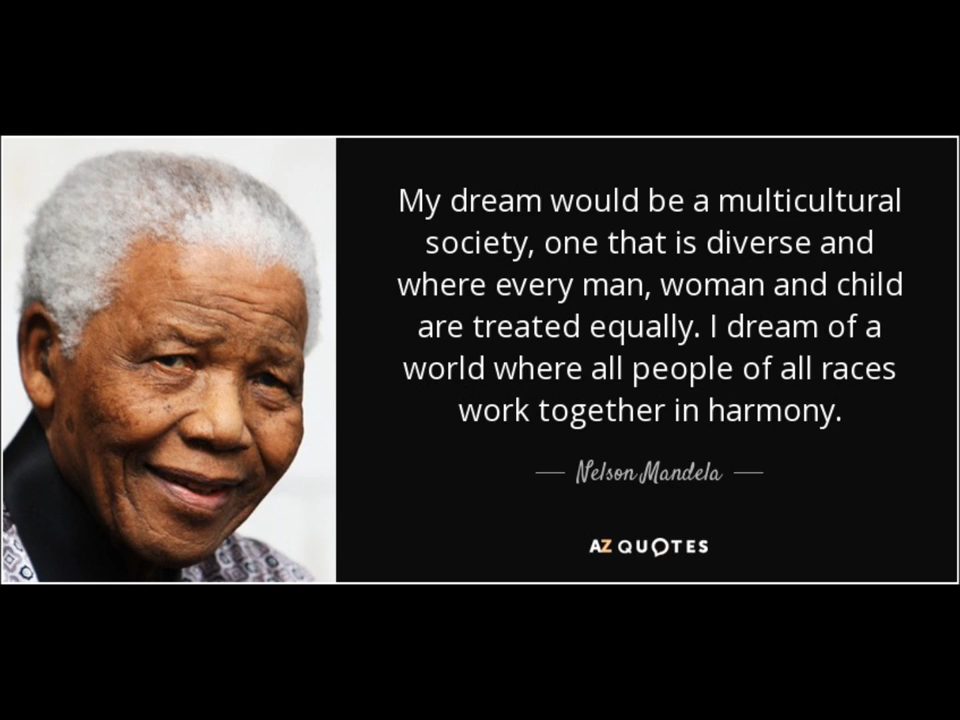 My dream would be a multicultural
society, one that is diverse and
where every man, woman and child
are treated equally. I dream of a
world where all people of all races
work together in harmony.
Nelson Mandela
AZ QUOTES